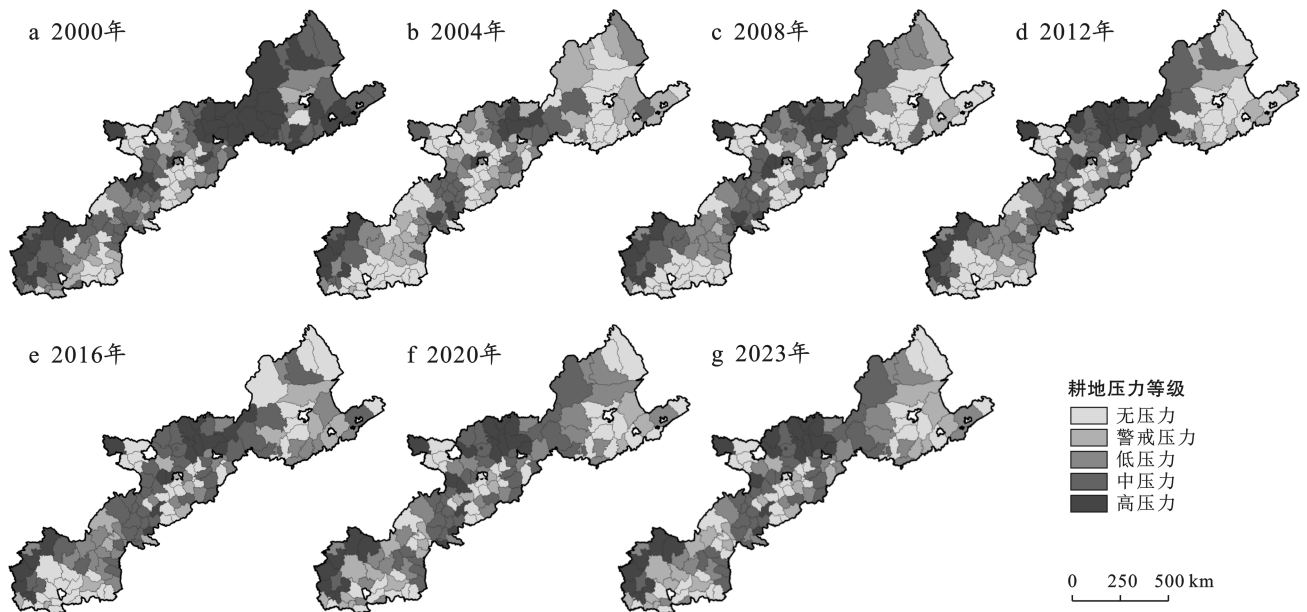 a 2000年
b 2004年
c 2008年
d 2012年
e 2016年
f 2020年
g 2023年
耕地压力等级
无压力
警戒压力
低压力
中压力
高压力
0 250 500 km